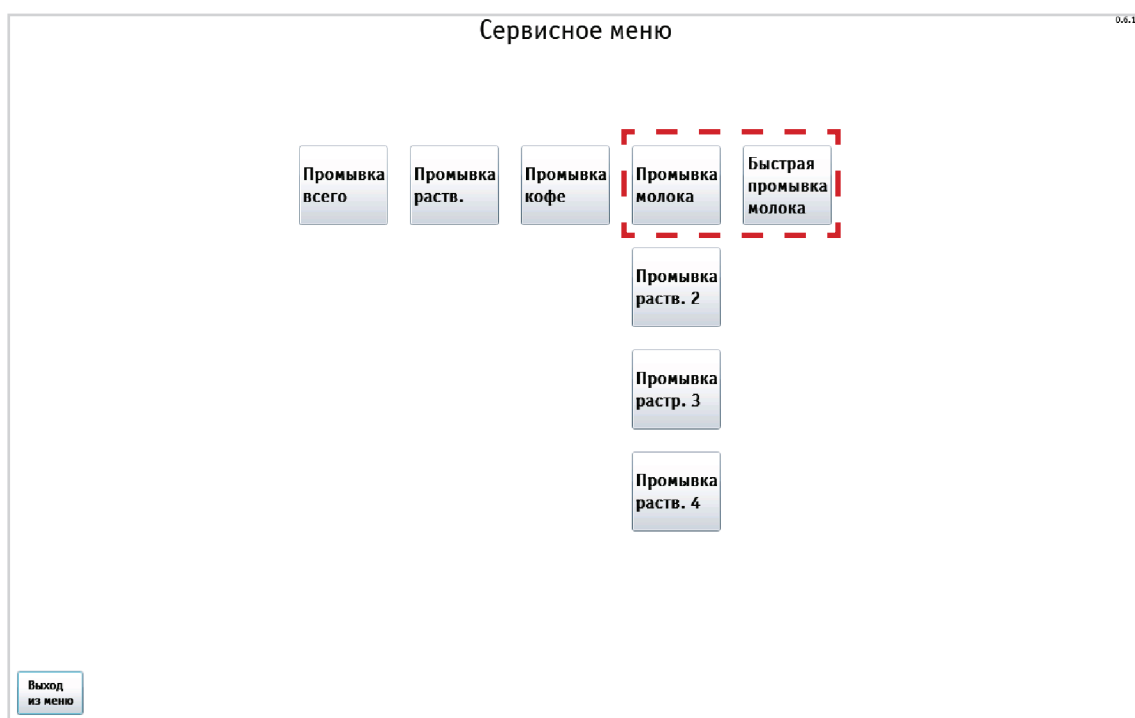 Сервисное меню
0.6.1
Промывка
всего
Промывка
раств.
Промывка
кофе
Промывка
молока
Быстрая
промывка
молока
Промывка
раств. 2
Промывка
растр. 3
Промывка
раств. 4
Выход
из меню